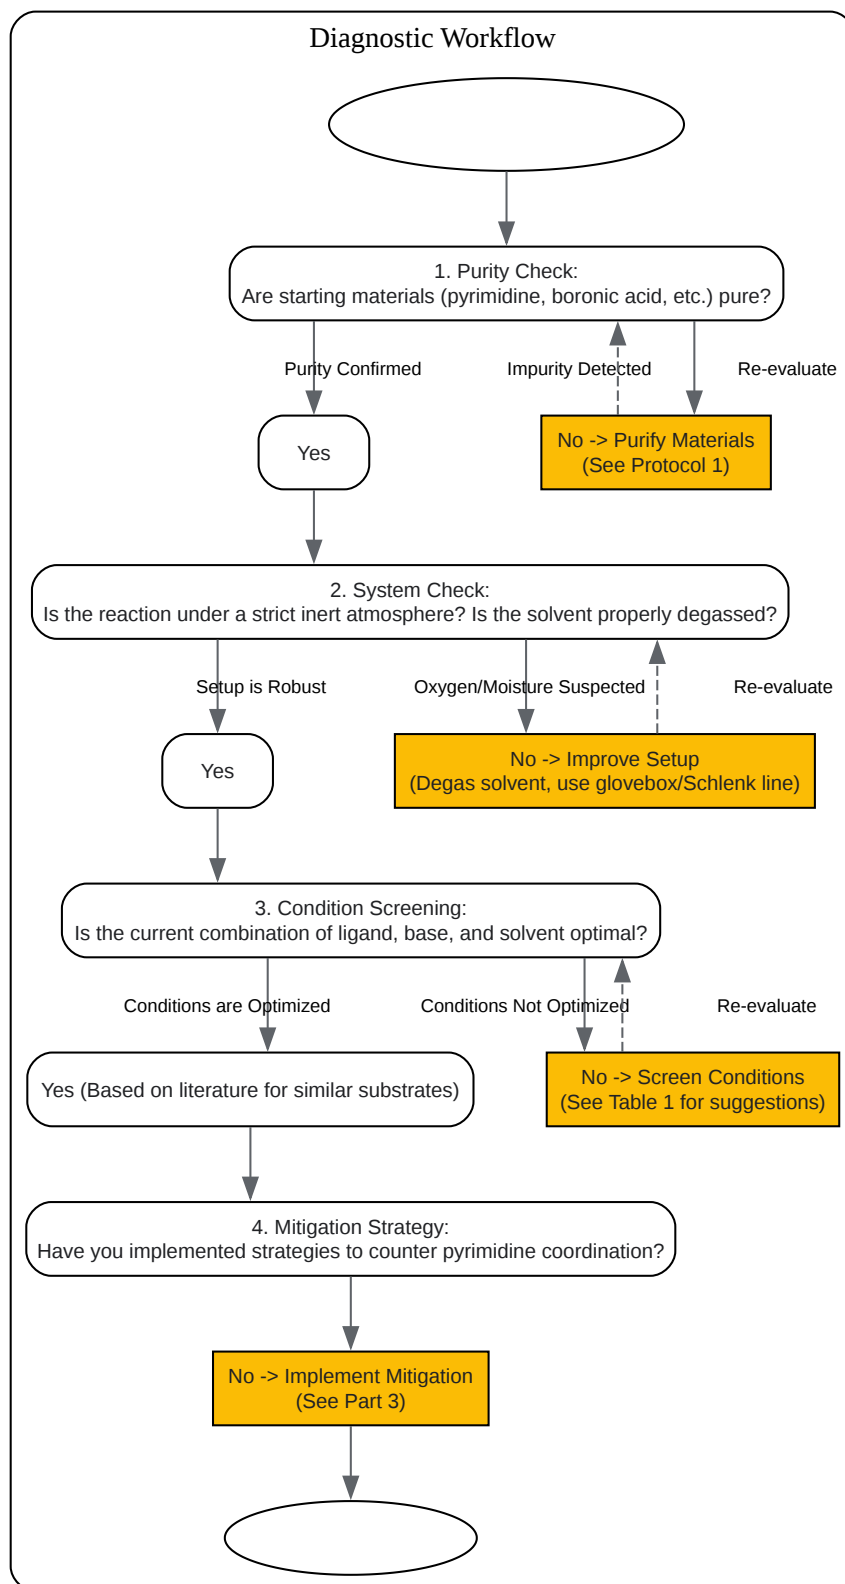 Diagnostic Workflow
1. Purity Check:
Are starting materials (pyrimidine, boronic acid, etc.) pure?
Purity Confirmed
Impurity Detected
Re-evaluate
Yes
No -> Purify Materials
(See Protocol 1)
2. System Check:
Is the reaction under a strict inert atmosphere? Is the solvent properly degassed?
Setup is Robust
Oxygen/Moisture Suspected
Re-evaluate
Yes
No -> Improve Setup
(Degas solvent, use glovebox/Schlenk line)
3. Condition Screening:
Is the current combination of ligand, base, and solvent optimal?
Conditions are Optimized
Conditions Not Optimized
Re-evaluate
Yes (Based on literature for similar substrates)
No -> Screen Conditions
(See Table 1 for suggestions)
4. Mitigation Strategy:
Have you implemented strategies to counter pyrimidine coordination?
No -> Implement Mitigation
(See Part 3)